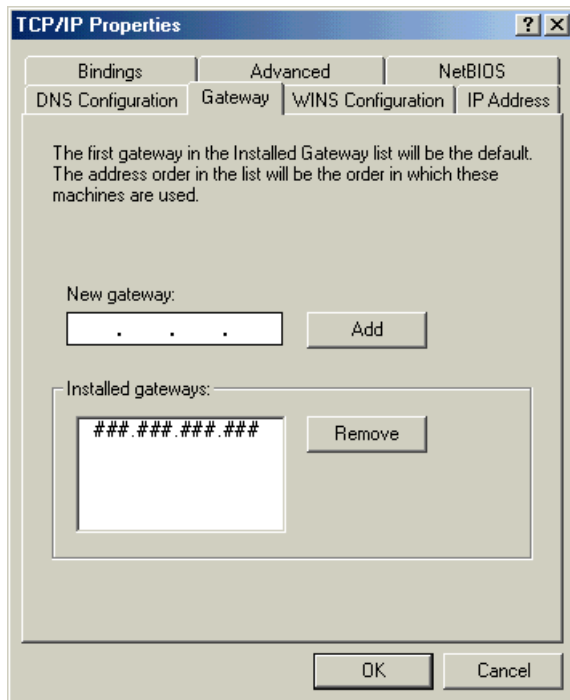 TCP/IP Properties
? ×
Bindings Advanced NetBIOS
DNS Configuration Gateway WINS Configuration IP Address
The first gateway in the Installed Gateway list will be the default.
The address order in the list will be the order in which these
machines are used.
New gateway:
. . . Add
Installed gateways:
###.###.###.### Remove
OK Cancel